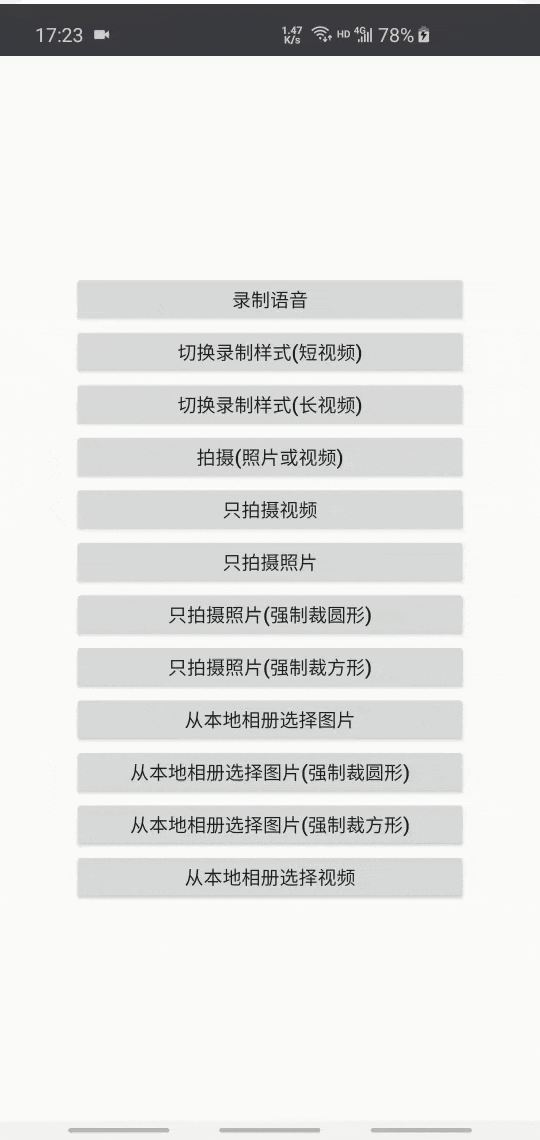 17:23
1.47
K/s
HD 4G 78%
录制语音
切换录制样式(短视频)
切换录制样式(长视频)
拍摄(照片或视频)
只拍摄视频
只拍摄照片
只拍摄照片(强制裁圆形)
只拍摄照片(强制裁方形)
从本地相册选择图片
从本地相册选择图片(强制裁圆形)
从本地相册选择图片(强制裁方形)
从本地相册选择视频